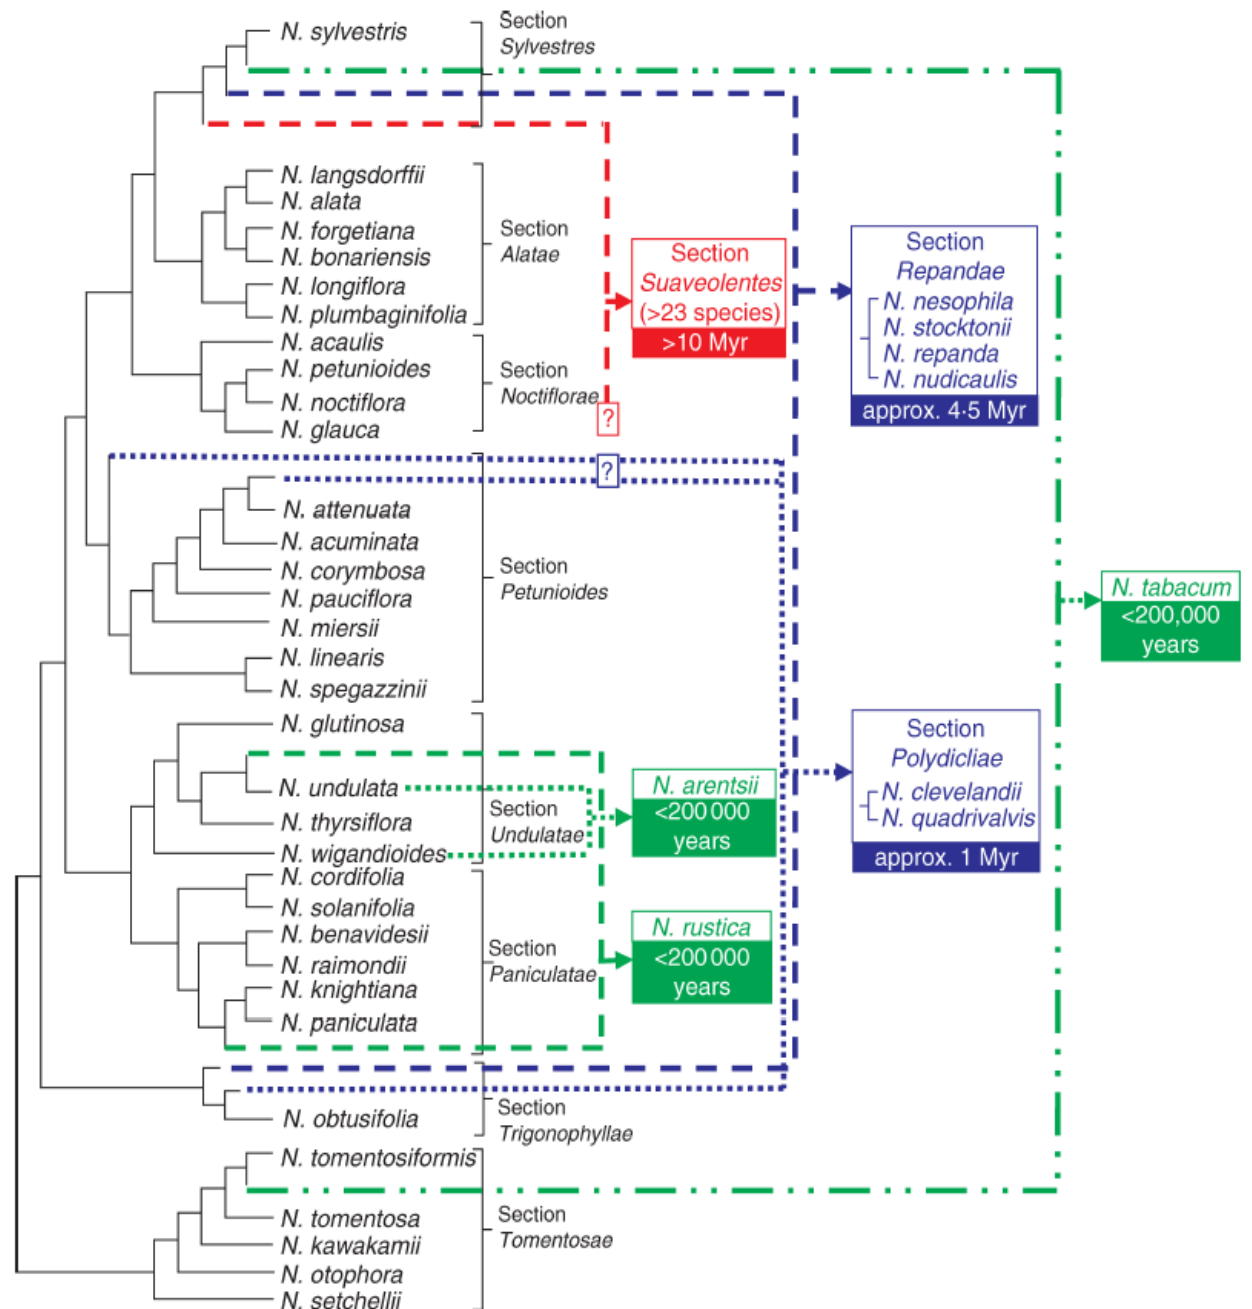 N. sylvestris
Section
Sylvestres
N. langsdorffii
N. alata
N. forgetiana
N. bonariensis
N. longiflora
N. plumbaginifolia
Section
Alatae
N. acaulis
N. petunioides
N. noctiflora
N. glauca
Section
Noctiflorae
?
?
N. attenuata
N. acuminata
N. corymbosa
N. pauciflora
N. miersii
N. linearis
N. spegazzinii
Section
Petunioides
N. glutinosa
N. undulata
N. thyrsiflora
N. wigandioides
Section
Undulatae
N. cordifolia
N. solanifolia
N. benavidesii
N. raimondii
N. knightiana
N. paniculata
Section
Paniculatae
N. obtusifolia
Section
Trigonophyllae
N. tomentosiformis
N. tomentosa
N. kawakamii
N. otophora
N. setchellii
Section
Tomentosae
Section
Suaveolentes
(>23 species)
>10 Myr
N. arentsii
<200 000
years
N. rustica
<200 000
years
Section
Repandae
N. nesophila
N. stocktonii
N. repanda
N. nudicaulis
approx. 4·5 Myr
Section
Polydicliae
N. clevelandii
N. quadrivalvis
approx. 1 Myr
N. tabacum
<200,000
years